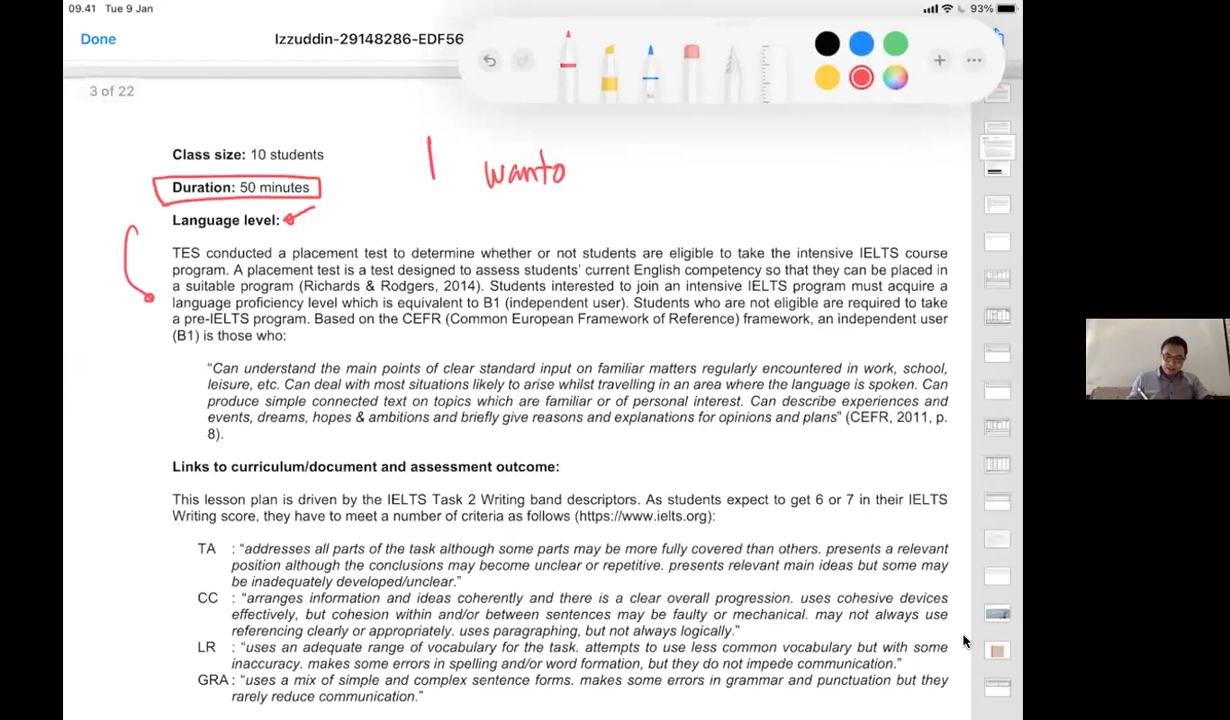 09.41 Tue 9 Jan
93%
Done
Izzuddin-29148286-EDF56
3 of 22
Class size: 10 students
I wanto
Duration: 50 minutes
Language level:
TES conducted a placement test to determine whether or not students are eligible to take the intensive IELTS course
program. A placement test is a test designed to assess students' current English competency so that they can be placed in
a suitable program (Richards & Rodgers, 2014). Students interested to join an intensive IELTS program must acquire a
language proficiency level which is equivalent to B1 (independent user). Students who are not eligible are required to take
a pre-IELTS program. Based on the CEFR (Common European Framework of Reference) framework, an independent user
(B1) is those who:
"Can understand the main points of clear standard input on familiar matters regularly encountered in work, school,
leisure, etc. Can deal with most situations likely to arise whilst travelling in an area where the language is spoken. Can
produce simple connected text on topics which are familiar or of personal interest. Can describe experiences and
events, dreams, hopes & ambitions and briefly give reasons and explanations for opinions and plans" (CEFR, 2011, p.
8).
Links to curriculum/document and assessment outcome:
This lesson plan is driven by the IELTS Task 2 Writing band descriptors. As students expect to get 6 or 7 in their IELTS
Writing score, they have to meet a number of criteria as follows (https://www.ielts.org):
TA : "addresses all parts of the task although some parts may be more fully covered than others. presents a relevant
position although the conclusions may become unclear or repetitive. presents relevant main ideas but some may
be inadequately developed/unclear."
CC : "arranges information and ideas coherently and there is a clear overall progression. uses cohesive devices
effectively, but cohesion within and/or between sentences may be faulty or mechanical. may not always use
referencing clearly or appropriately. uses paragraphing, but not always logically."
LR : "uses an adequate range of vocabulary for the task. attempts to use less common vocabulary but with some
inaccuracy. makes some errors in spelling and/or word formation, but they do not impede communication."
GRA : "uses a mix of simple and complex sentence forms. makes some errors in grammar and punctuation but they
rarely reduce communication."